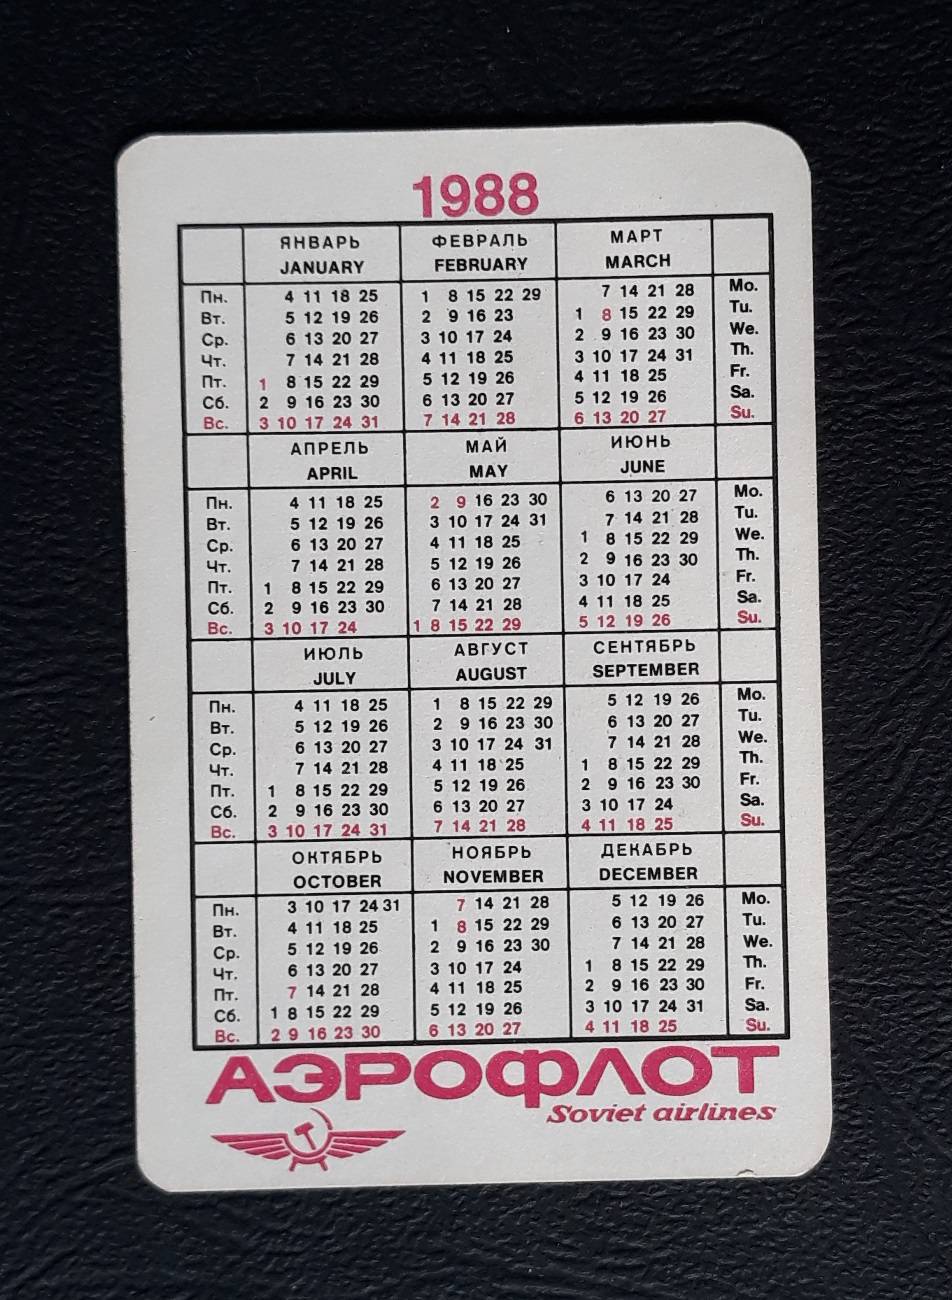 1988
ЯНВАРЬ ФЕВРАЛЬ МАРТ
JANUARY FEBRUARY MARCH
Пн. 4 11 18 25 1 8 15 22 29 7 14 21 28 Mo.
Вт. 5 12 19 26 2 9 16 23 1 8 15 22 29 Tu.
Ср. 6 13 20 27 3 10 17 24 2 9 16 23 30 We.
Чт. 7 14 21 28 4 11 18 25 3 10 17 24 31 Th.
Пт. 1 8 15 22 29 5 12 19 26 4 11 18 25 Fr.
Сб. 2 9 16 23 30 6 13 20 27 5 12 19 26 Sa.
Вс. 3 10 17 24 31 7 14 21 28 6 13 20 27 Su.
АПРЕЛЬ МАЙ ИЮНЬ
APRIL MAY JUNE
Пн. 4 11 18 25 2 9 16 23 30 6 13 20 27 Mo.
Вт. 5 12 19 26 3 10 17 24 31 7 14 21 28 Tu.
Ср. 6 13 20 27 4 11 18 25 1 8 15 22 29 We.
Чт. 7 14 21 28 5 12 19 26 2 9 16 23 30 Th.
Пт. 1 8 15 22 29 6 13 20 27 3 10 17 24 Fr.
Сб. 2 9 16 23 30 7 14 21 28 4 11 18 25 Sa.
Вс. 3 10 17 24 1 8 15 22 29 5 12 19 26 Su.
ИЮЛЬ АВГУСТ СЕНТЯБРЬ
JULY AUGUST SEPTEMBER
Пн. 4 11 18 25 1 8 15 22 29 5 12 19 26 Mo.
Вт. 5 12 19 26 2 9 16 23 30 6 13 20 27 Tu.
Ср. 6 13 20 27 3 10 17 24 31 7 14 21 28 We.
Чт. 7 14 21 28 4 11 18 25 1 8 15 22 29 Th.
Пт. 1 8 15 22 29 5 12 19 26 2 9 16 23 30 Fr.
Сб. 2 9 16 23 30 6 13 20 27 3 10 17 24 Sa.
Вс. 3 10 17 24 31 7 14 21 28 4 11 18 25 Su.
ОКТЯБРЬ НОЯБРЬ ДЕКАБРЬ
OCTOBER NOVEMBER DECEMBER
Пн. 3 10 17 24 31 7 14 21 28 5 12 19 26 Mo.
Вт. 4 11 18 25 1 8 15 22 29 6 13 20 27 Tu.
Ср. 5 12 19 26 2 9 16 23 30 7 14 21 28 We.
Чт. 6 13 20 27 3 10 17 24 1 8 15 22 29 Th.
Пт. 7 14 21 28 4 11 18 25 2 9 16 23 30 Fr.
Сб. 1 8 15 22 29 5 12 19 26 3 10 17 24 31 Sa.
Вс. 2 9 16 23 30 6 13 20 27 4 11 18 25 Su.
АЭРОФЛОТ
Soviet airlines